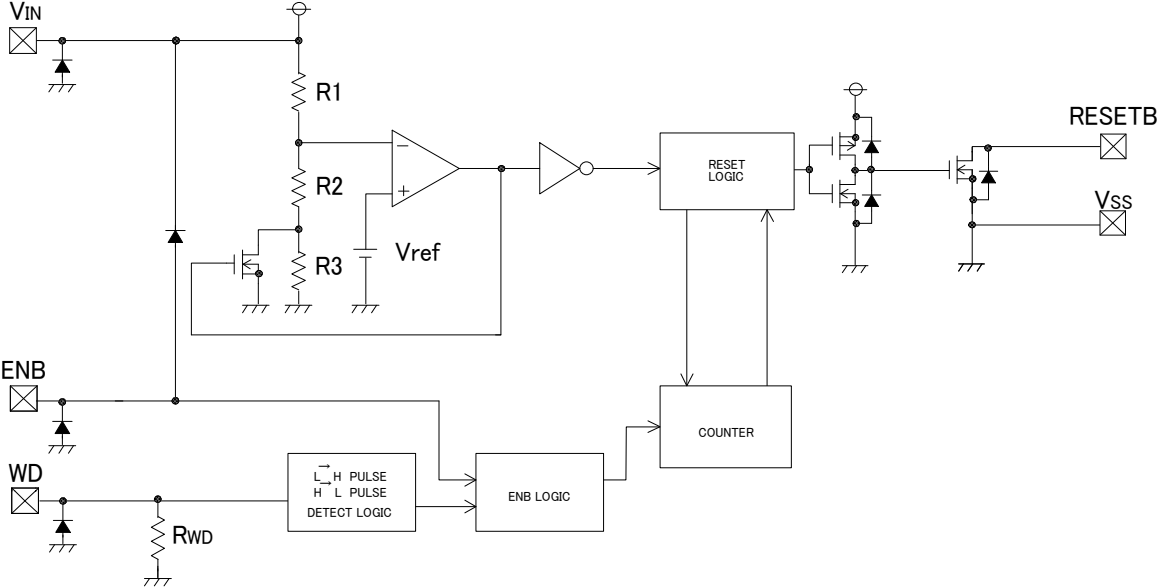 VIN
R1
RESETB
−
RESET
LOGIC
R2
+
VSS
Vref
R3
ENB
COUNTER
WD
L → H PULSE
H → L PULSE
DETECT LOGIC
ENB LOGIC
RWD